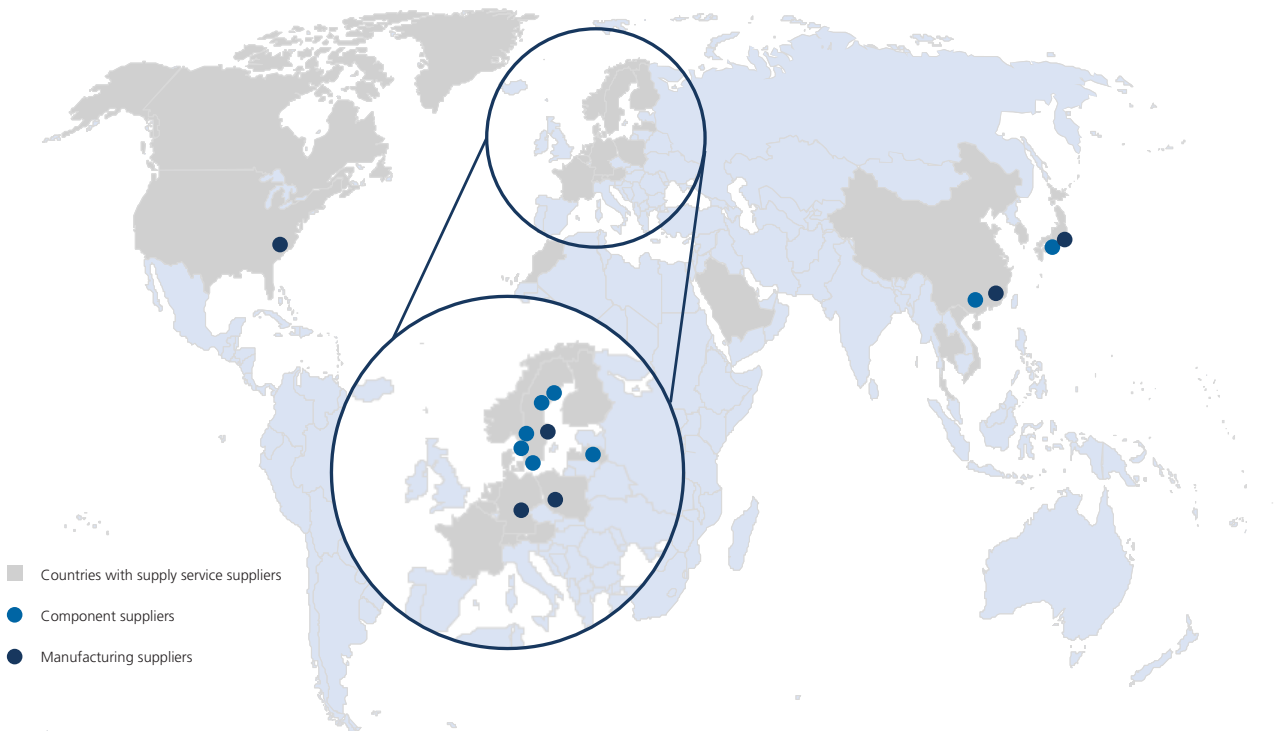 Countries with supply service suppliers
Component suppliers
Manufacturing suppliers